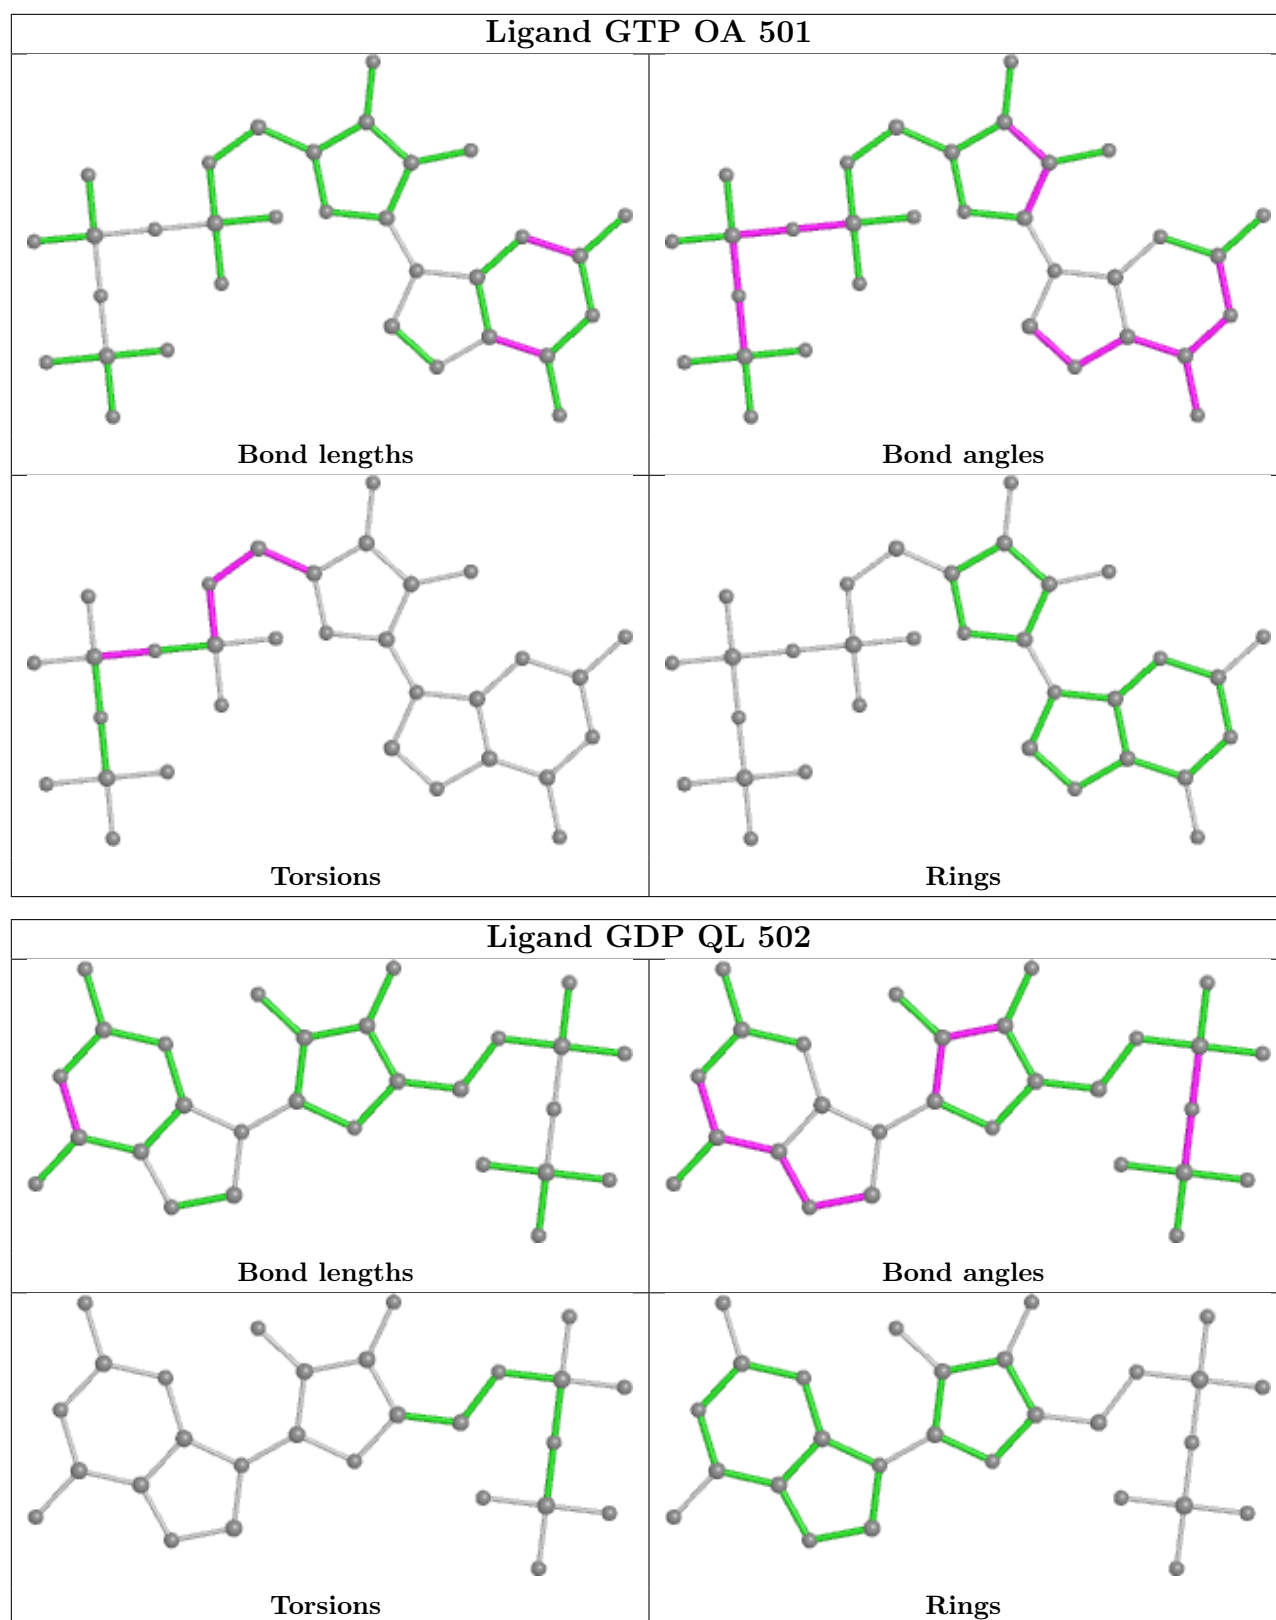 Ligand GTP OA 501
Bond lengths
Bond angles
Torsions
Rings
Ligand GDP QL 502
Bond lengths
Bond angles
Torsions
Rings